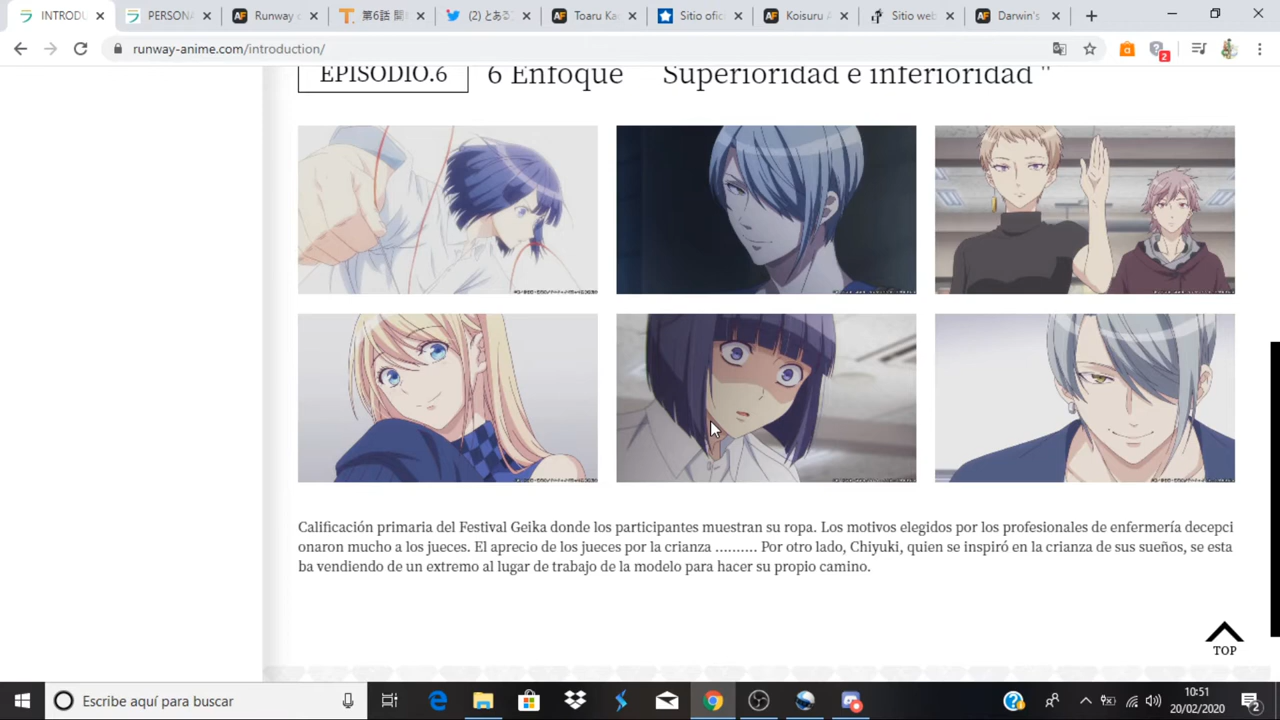 INTRODU
PERSONA
Runway c
第6話 開
(2) とあるフ
Toaru Ka
Sitio ofic
Koisuru A
Sitio web
Darwin's
runway-anime.com/introduction/
2
EPISODIO.6 6 Enfoque Superioridad e inferioridad "
Calificación primaria del Festival Geika donde los participantes muestran su ropa. Los motivos elegidos por los profesionales de enfermería decepci
onaron mucho a los jueces. El aprecio de los jueces por la crianza .......... Por otro lado, Chiyuki, quien se inspiró en la crianza de sus sueños, se esta
ba vendiendo de un extremo al lugar de trabajo de la modelo para hacer su propio camino.
TOP
Escribe aquí para buscar
10:51
20/02/2020
2